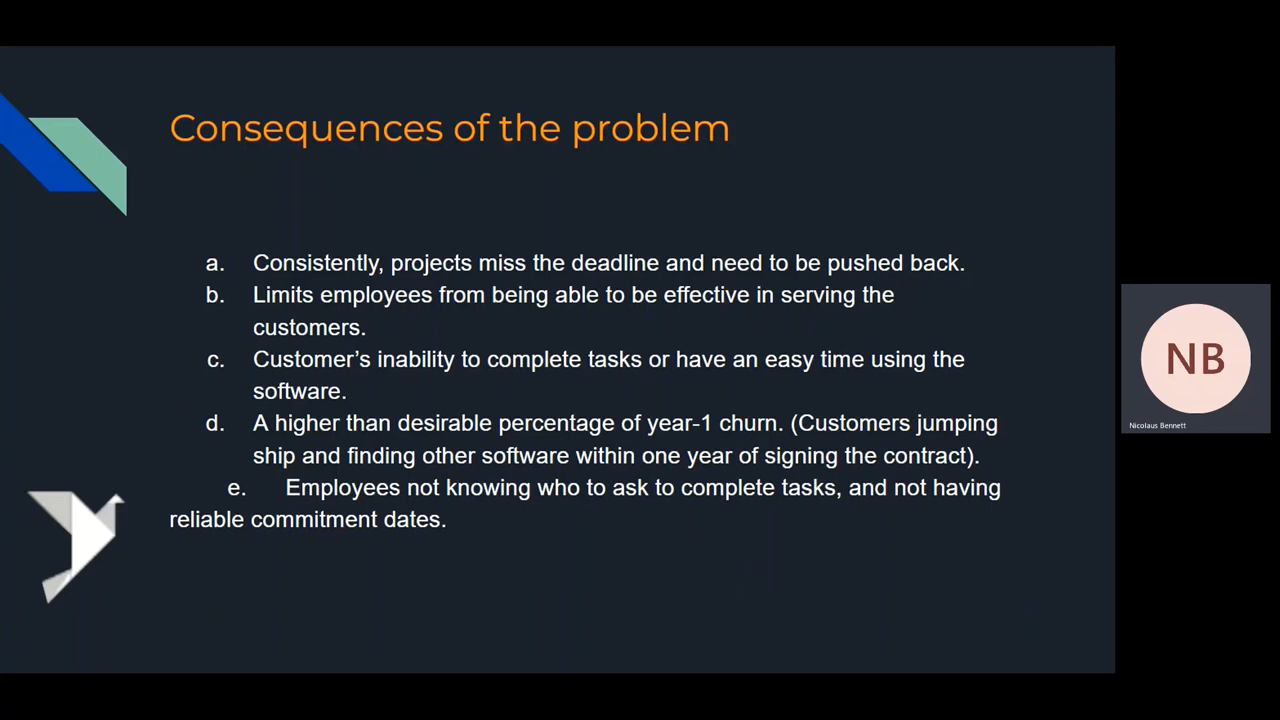 Consequences of the problem
a. Consistently, projects miss the deadline and need to be pushed back.
b. Limits employees from being able to be effective in serving the
customers.
c. Customer’s inability to complete tasks or have an easy time using the
software.
d. A higher than desirable percentage of year-1 churn. (Customers jumping
ship and finding other software within one year of signing the contract).
e. Employees not knowing who to ask to complete tasks, and not having
reliable commitment dates.
NB
Nicolaus Bennett